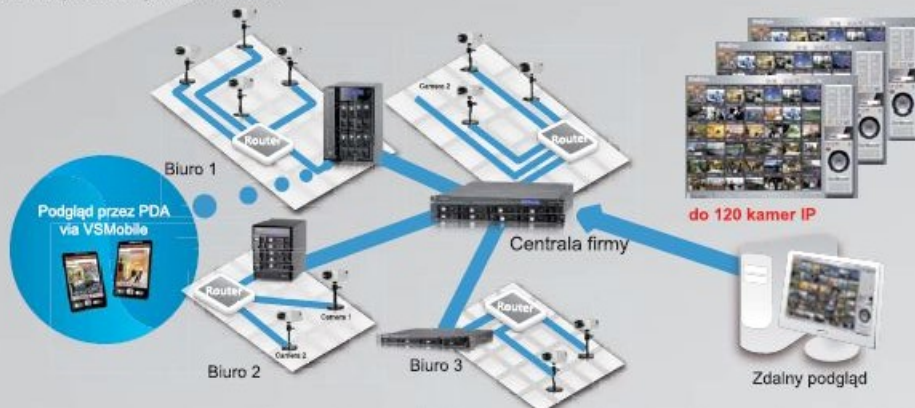 Router
Biuro 1
Camera 2
Router
Podgląd przez PDA
via VSMobile
Centrala firmy
do 120 kamer IP
Router
Camera 1
Camera 2
Biuro 2
Router
Biuro 3
Zdalny podgląd